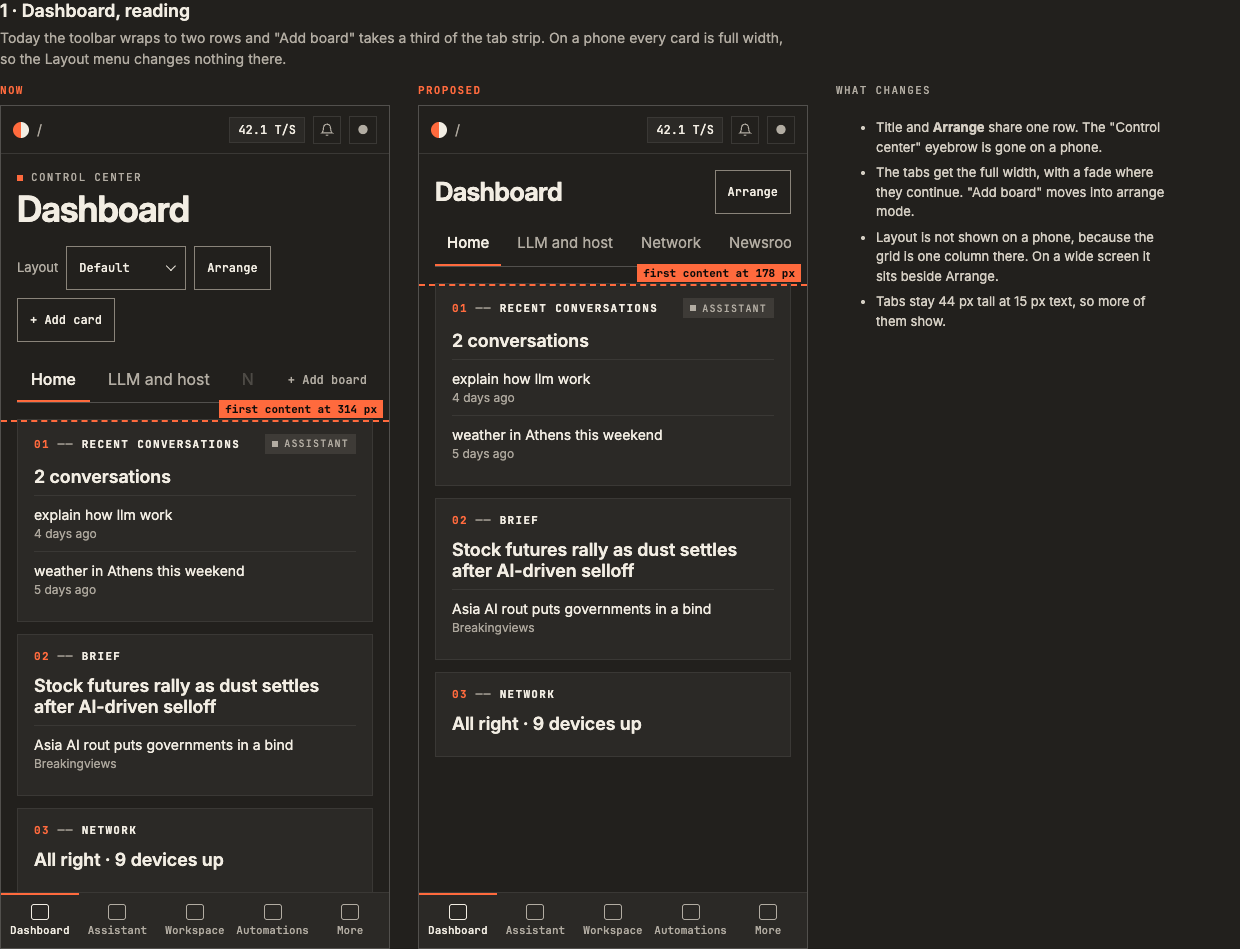 1 · Dashboard, reading
Today the toolbar wraps to two rows and "Add board" takes a third of the tab strip. On a phone every card is full width,
so the Layout menu changes nothing there.
NOW
/
42.1 T/S
CONTROL CENTER
Dashboard
Layout
Default
Arrange
+ Add card
Home
LLM and host
N
+ Add board
first content at 314 px
01 —— RECENT CONVERSATIONS
ASSISTANT
2 conversations
explain how llm work
4 days ago
weather in Athens this weekend
5 days ago
02 —— BRIEF
Stock futures rally as dust settles
after AI-driven selloff
Asia AI rout puts governments in a bind
Breakingviews
03 —— NETWORK
All right · 9 devices up
Dashboard
Assistant
Workspace
Automations
More
PROPOSED
/
42.1 T/S
Dashboard
Arrange
Home
LLM and host
Network
Newsroo
first content at 178 px
01 —— RECENT CONVERSATIONS
ASSISTANT
2 conversations
explain how llm work
4 days ago
weather in Athens this weekend
5 days ago
02 —— BRIEF
Stock futures rally as dust settles
after AI-driven selloff
Asia AI rout puts governments in a bind
Breakingviews
03 —— NETWORK
All right · 9 devices up
Dashboard
Assistant
Workspace
Automations
More
WHAT CHANGES
• Title and Arrange share one row. The "Control
center" eyebrow is gone on a phone.
• The tabs get the full width, with a fade where
they continue. "Add board" moves into arrange
mode.
• Layout is not shown on a phone, because the
grid is one column there. On a wide screen it
sits beside Arrange.
• Tabs stay 44 px tall at 15 px text, so more of
them show.